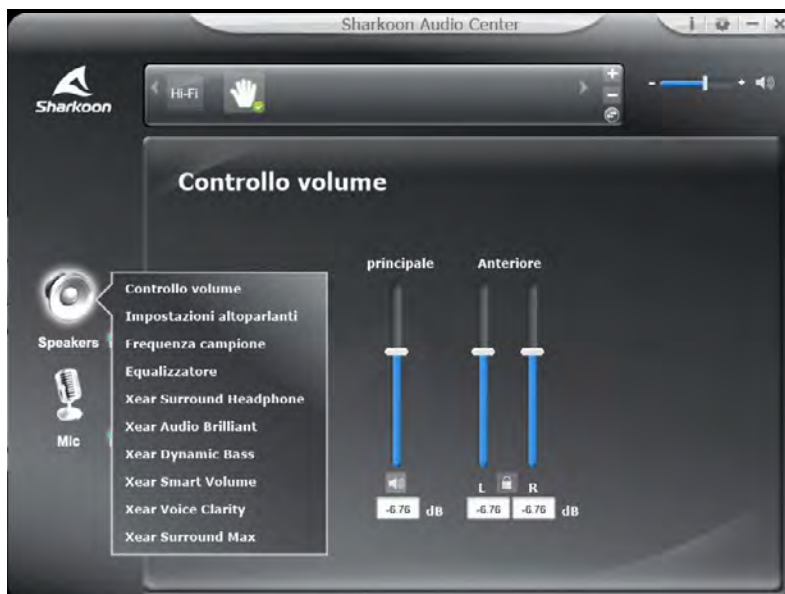 Sharkoon Audio Center
Sharkoon
Hi-Fi
Controllo volume
principale Anteriore
Controllo volume
Impostazioni altoparlanti
Frequenza campione
Equalizzatore
Xear Surround Headphone
Xear Audio Brilliant
Xear Dynamic Bass
Xear Smart Volume
Xear Voice Clarity
Xear Surround Max
Speakers
Mic
L R
-6.76 dB -6.76 -6.76 dB